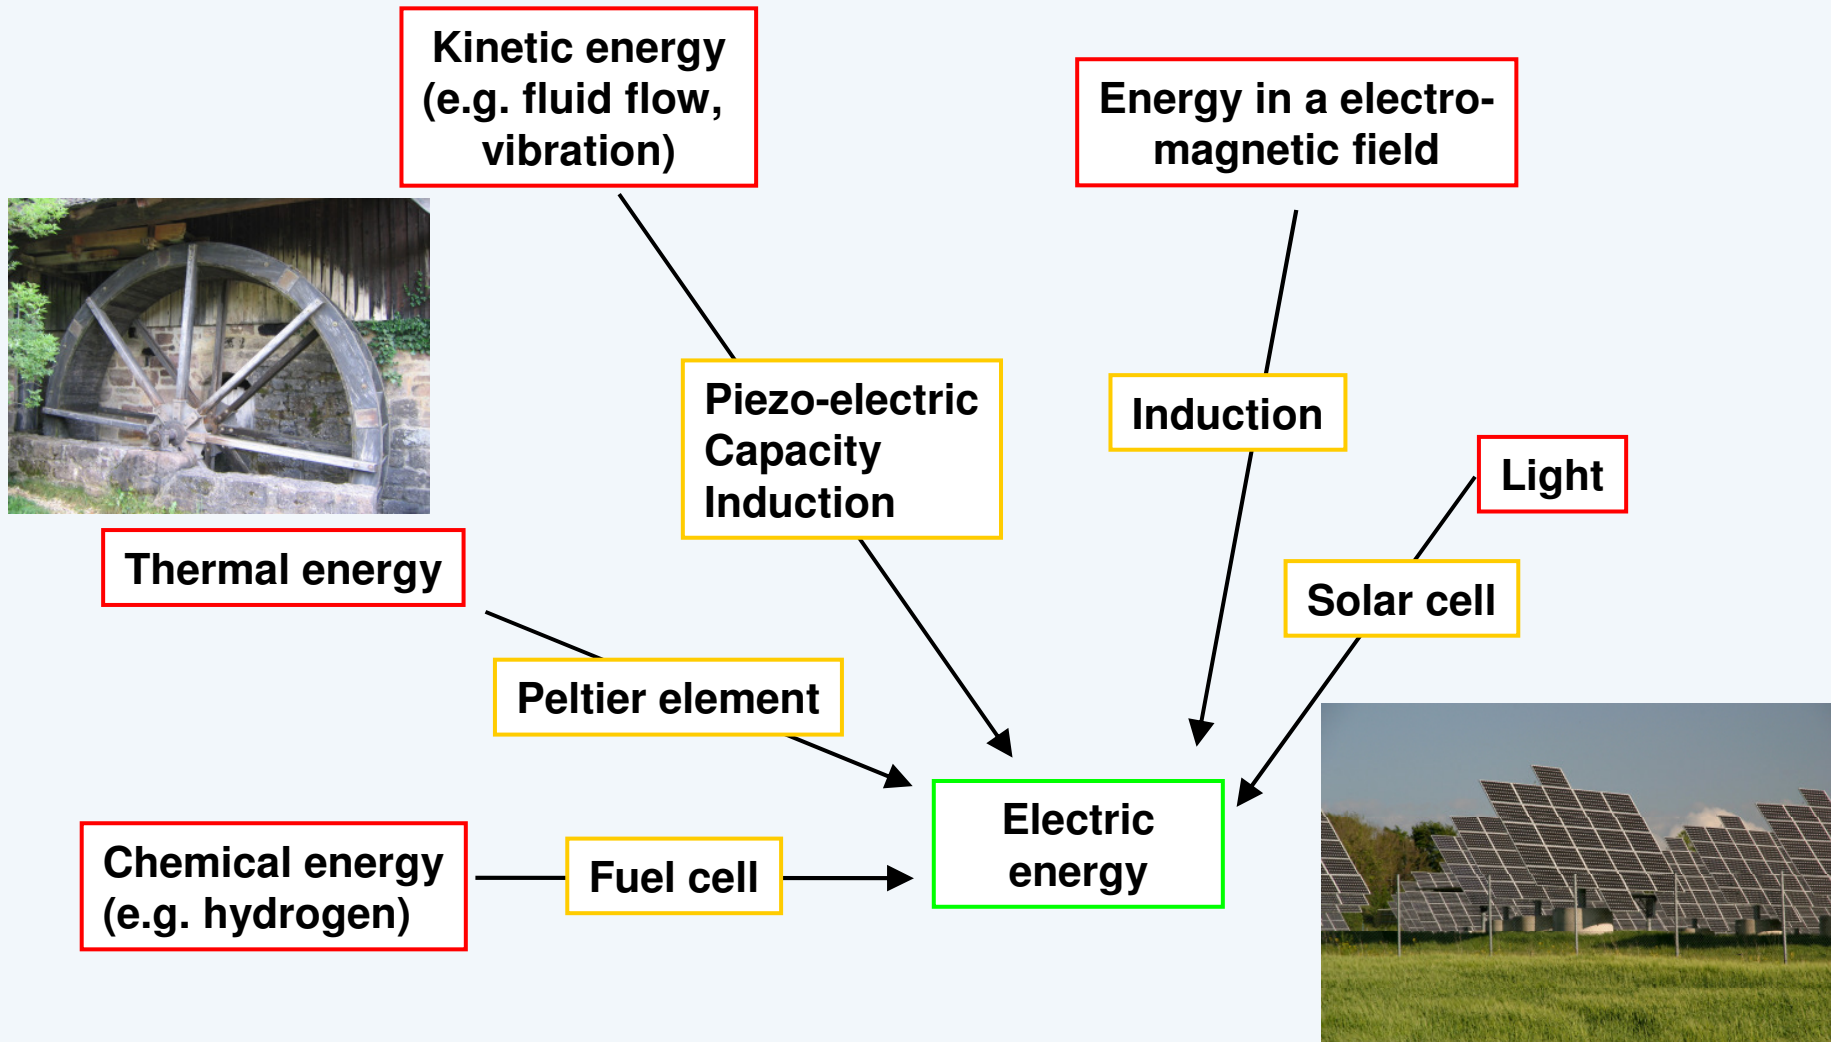 Kinetic energy
(e.g. fluid flow,
vibration)
Energy in a electro-
magnetic field
Piezo-electric
Capacity
Induction
Induction
Light
Solar cell
Thermal energy
Peltier element
Electric
energy
Chemical energy
(e.g. hydrogen)
Fuel cell